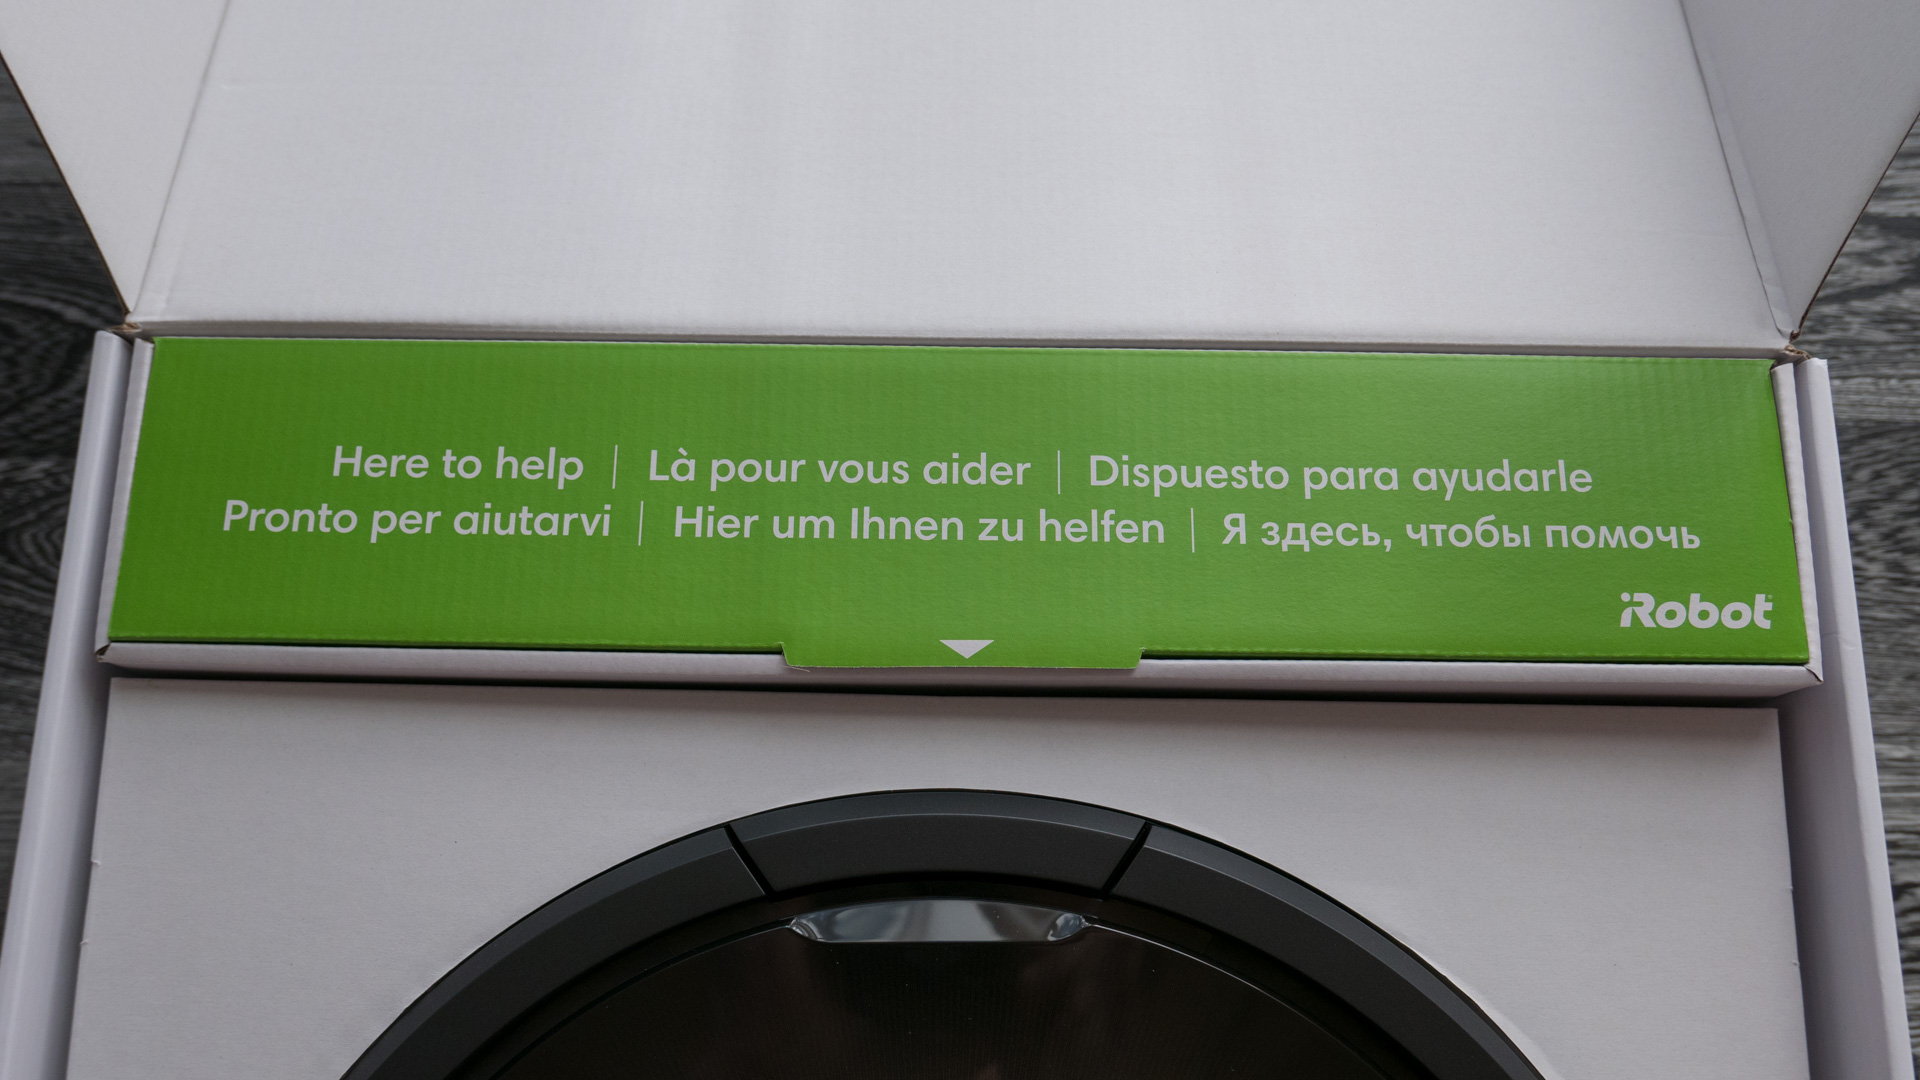 Here to help | Là pour vous aider | Dispuesto para ayudarle
Pronto per aiutarvi | Hier um Ihnen zu helfen | Я здесь, чтобы помочь
iRobot